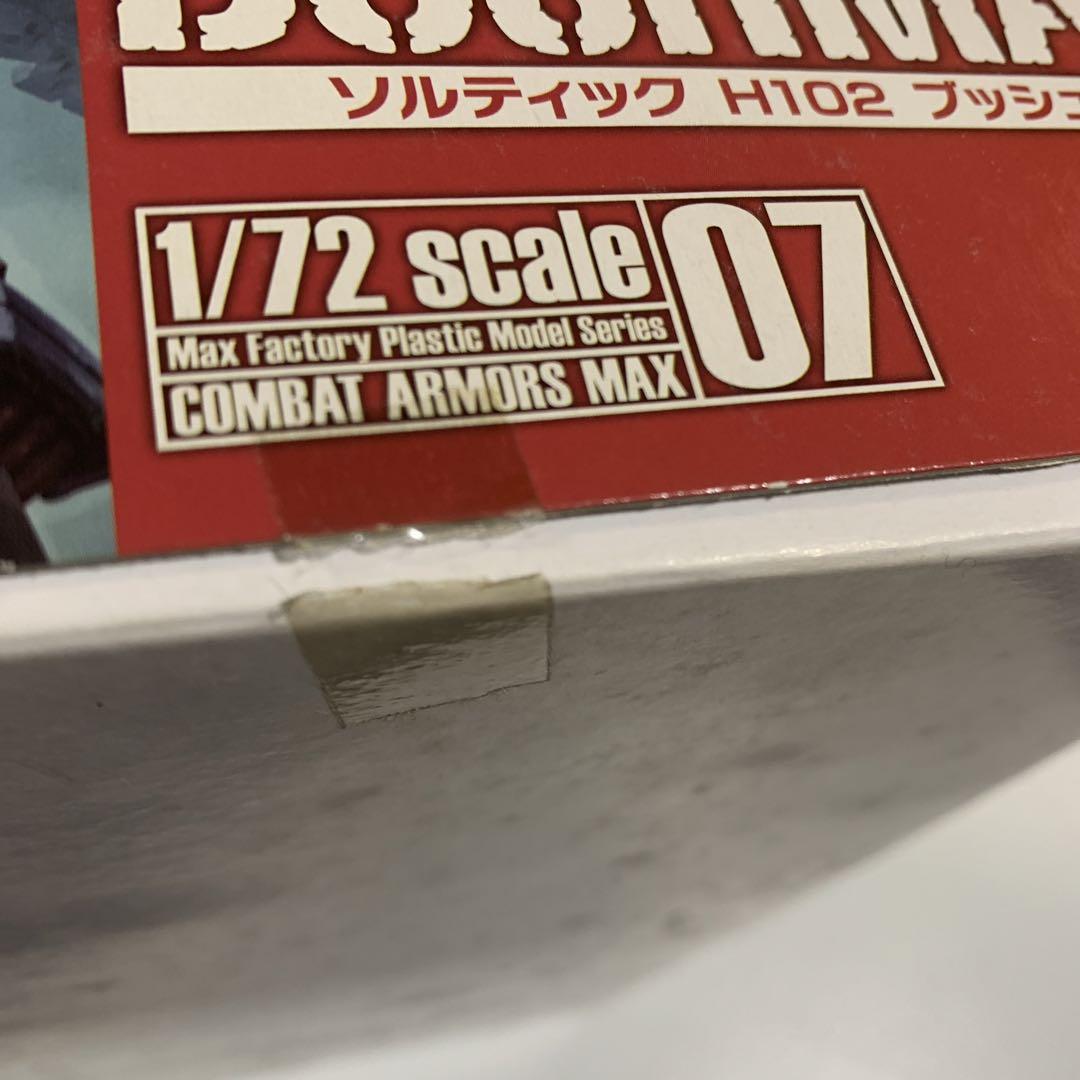 ソルティック H102 ブッシュ
1/72 scale
07
Max Factory Plastic Model Series
COMBAT ARMORS MAX